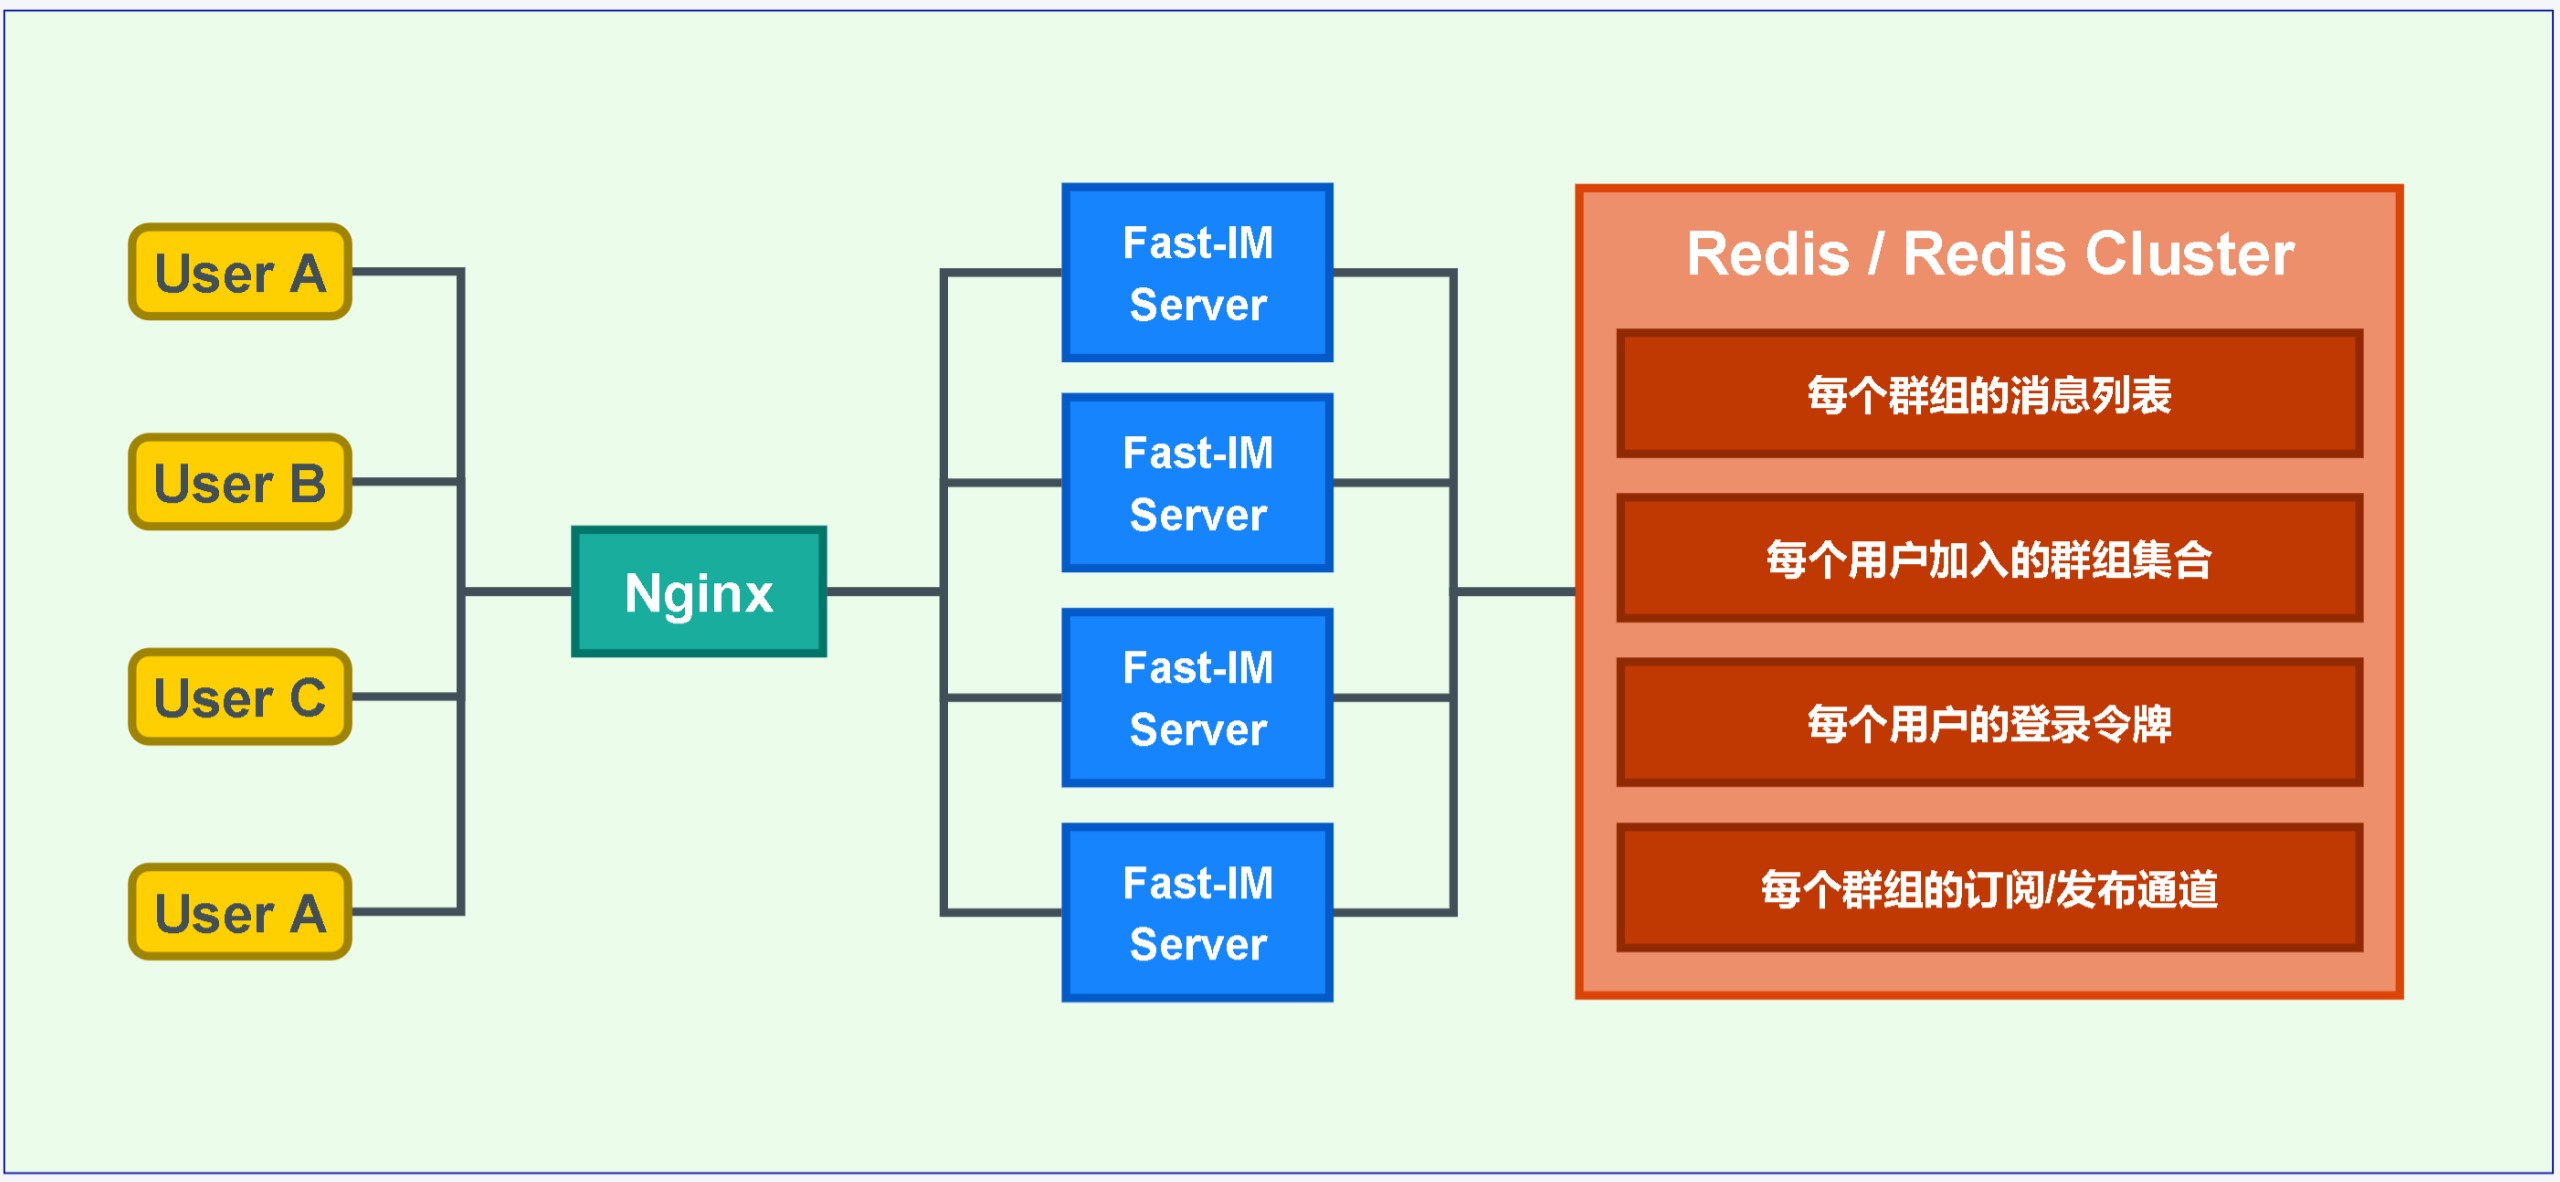 User A
User B
User C
User A
Nginx
Fast-IM
Server
Fast-IM
Server
Fast-IM
Server
Fast-IM
Server
Redis / Redis Cluster
每个群组的消息列表
每个用户加入的群组集合
每个用户的登录令牌
每个群组的订阅/发布通道